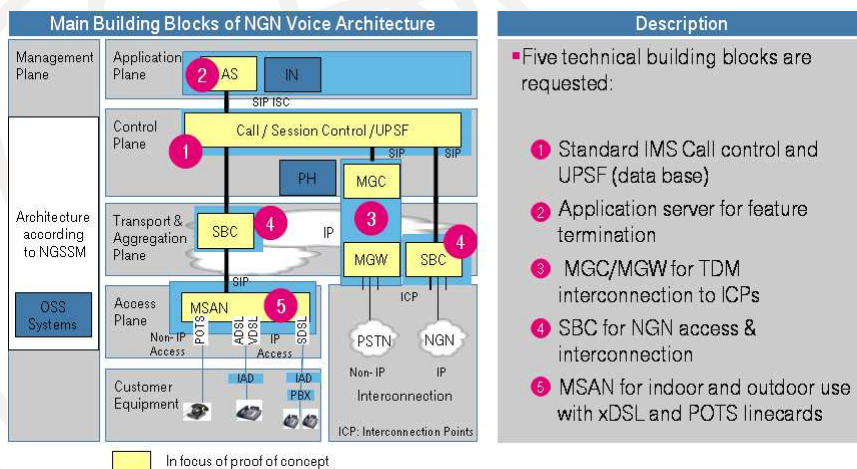 Main Building Blocks of NGN Voice Architecture
Management
Plane
Architecture
according
to NGSSM
OSS
Systems
Application
Plane
2
AS
IN
SIP ISC
Control
Plane
Call / Session Control /UPSF
1
SIP
SIP
PH
MGC
Transport &
Aggregation
Plane
SBC
4
IP
3
4
MGW
SBC
SIP
ICP
Access
Plane
MSAN
5
Non-IP
Access
POTS
ADSL
VDSL
IP
Access
SDSL
PSTN
NGN
Non-IP
IP
Interconnection
ICP: Interconnection Points
Customer
Equipment
IAD
IAD
PBX
In focus of proof of concept
Description
Five technical building blocks are
requested:
1 Standard IMS Call control and
UPSF (data base)
2 Application server for feature
termination
3 MGC/MGW for TDM
interconnection to ICPs
4 SBC for NGN access &
interconnection
5 MSAN for indoor and outdoor use
with xDSL and POTS linecards